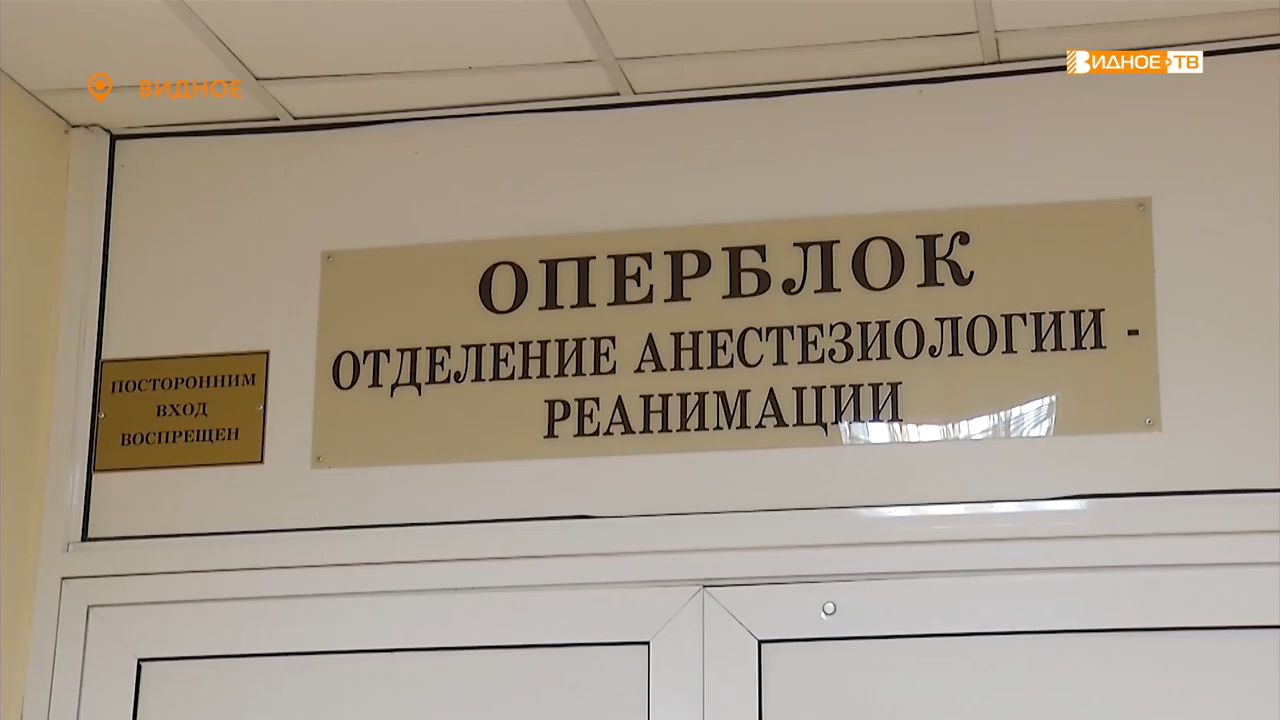 ВИДНОЕ
ВИДНОЕ ТВ
ОПЕРБЛОК
ОТДЕЛЕНИЕ АНЕСТЕЗИОЛОГИИ -
РЕАНИМАЦИИ
ПОСТОРОННИМ
ВХОД
ВОСПРЕЩЕН